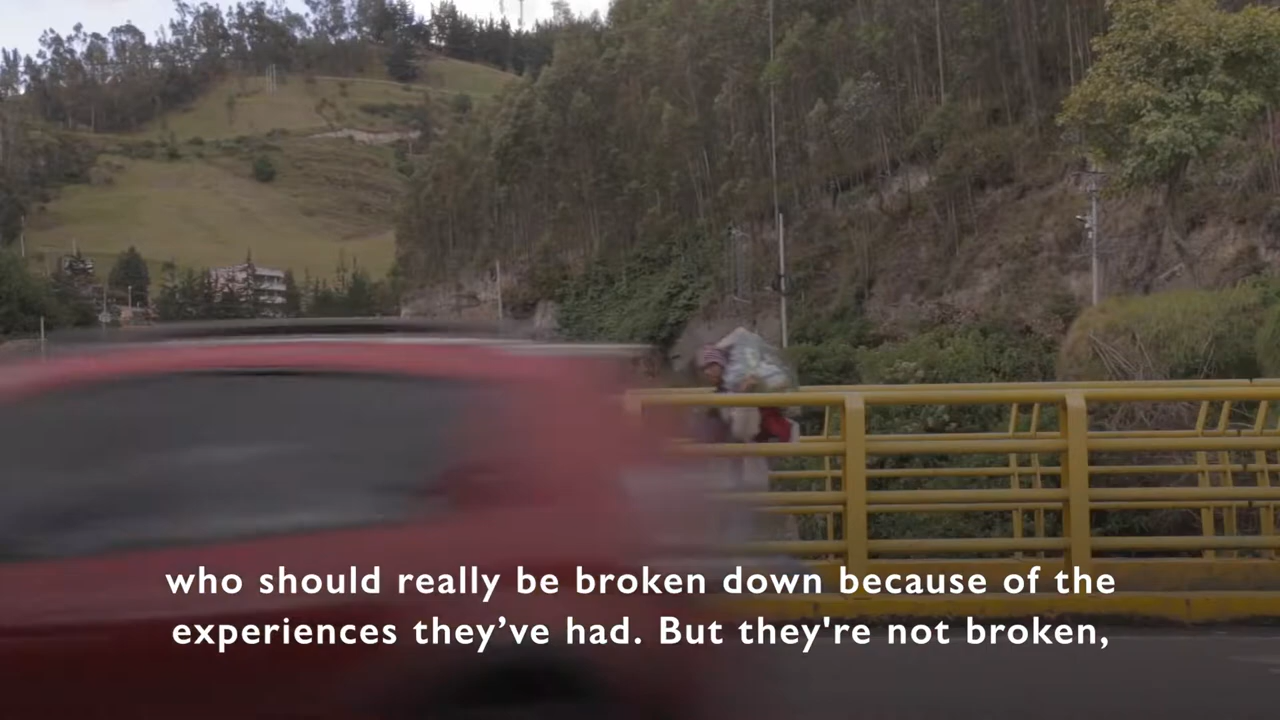 who should really be broken down because of the
experiences they’ve had. But they're not broken,